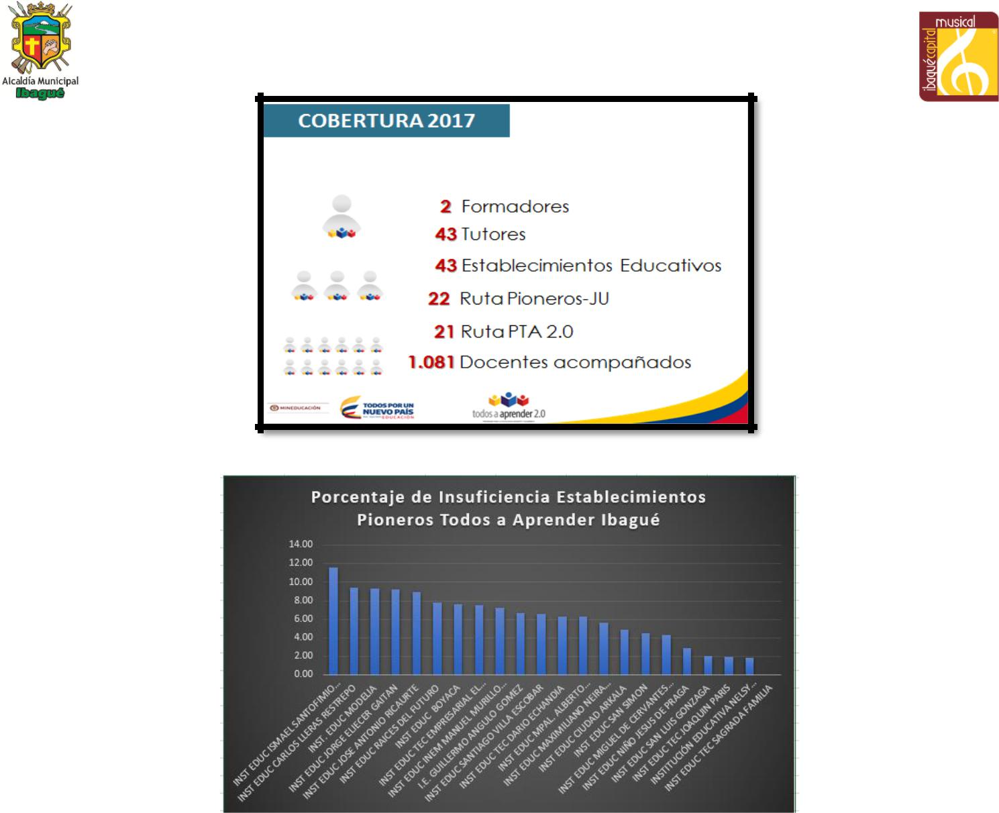 Alcaldía Municipal
Ibagué
musical
ibaguécapital
COBERTURA 2017
2 Formadores
43 Tutores
43 Establecimientos Educativos
22 Ruta Pioneros-JU
21 Ruta PTA 2.0
1.081 Docentes acompañados
MINEDUCACIÓN
TODOS POR UN
NUEVO PAÍS
EDUCACIÓN
todos a aprender 2.0
Porcentaje de Insuficiencia Establecimientos
Pioneros Todos a Aprender Ibagué
14.00
12.00
10.00
8.00
6.00
4.00
2.00
0.00
INST EDUC ISMAEL SANTOFIMIO...
INST EDUC CARLOS LLERAS RESTREPO
INST. EDUC MODELIA
INST EDUC JORGE ELIECER GAITAN
INST EDUC JOSE ANTONIO RICAURTE
INST EDUC RAICES DEL FUTURO
INST EDUC BOYACA
INST EDUC TEC EMPRESARIAL EL...
INST EDUC INEM MANUEL MURILLO...
I.E. GUILLERMO ANGULO GOMEZ
INST EDUC SANTIAGO VILLA ESCOBAR
INST EDUC TEC DARIO ECHANDIA
INST EDUC MPAL. ALBERTO...
INST EDUC MAXIMILIANO NEIRA...
INST EDUC CIUDAD ARKALA
INST EDUC SAN SIMON
INST EDUC MIGUEL DE CERVANTES...
INST EDUC NIÑO JESUS DE PRAGA
INST EDUC SAN LUIS GONZAGA
INST EDUC TEC JOAQUIN PARIS
INSTITUCIÓN EDUCATIVA NELSY...
INST EDUC TEC SAGRADA FAMILIA